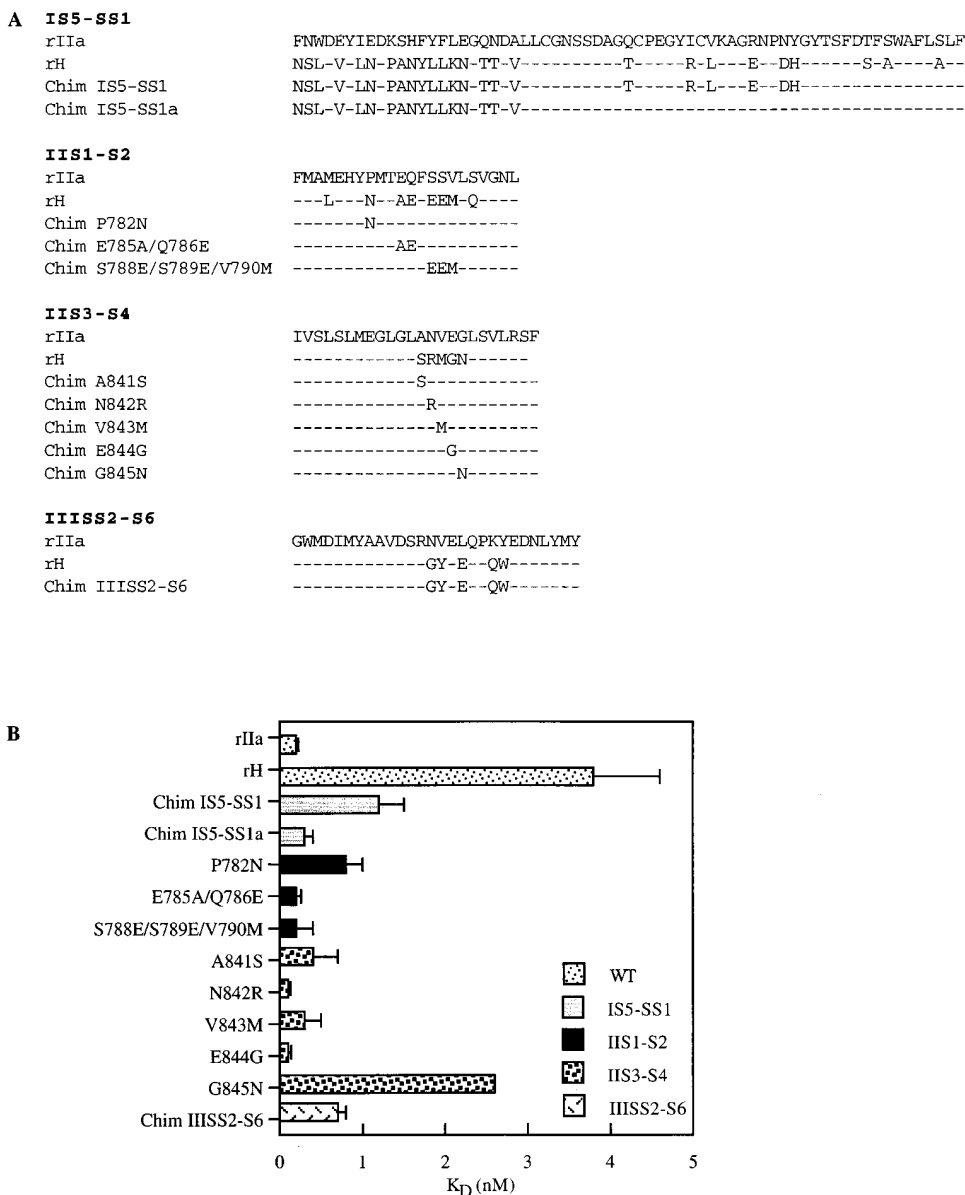 A
IS5-SS1
rIIa FNWDEYIEDKSHFYFLEGQNDALLCGNSSDAGQCPEGYICVKAGRNPNYGYTSFDTFSWAFLSLF
rH NSL-V-LN-PANYLLKN-TT-V----------T-----R-L---E--DH-------S-A----S--
Chim IS5-SS1 NSL-V-LN-PANYLLKN-TT-V----------T-----R-L---E--DH-----------------
Chim IS5-SS1a NSL-V-LN-PANYLLKN-TT-V-------------------------------------------
IIS1-S2
rIIa FMAMEHYPMTEQFSSVLSVGNL
rH ---L---N--AE-EEM-Q----
Chim P782N -------N--------------
Chim E785A/Q786E ----------AE----------
Chim S788E/S789E/V790M -------------EEM------
IIS3-S4
rIIa IVSLSLMEGLGLANVEGLSVLRSF
rH ------------SRMGN-------
Chim A841S ------------S-----------
Chim N842R -------------R----------
Chim V843M --------------M---------
Chim E844G ---------------G--------
Chim G845N ----------------N-------
IIISS2-S6
rIIa GWMDIMYAAVDSRNVELQPKYEDNLYMY
rH -------------GY-E--QW-------
Chim IIISS2-S6 -------------GY-E--QW-------
B
rIIa
rH
Chim IS5-SS1
Chim IS5-SS1a
P782N
E785A/Q786E
S788E/S789E/V790M
A841S
N842R
V843M
E844G
G845N
Chim IIISS2-S6
WT
IS5-SS1
IIS1-S2
IIS3-S4
IIISS2-S6
0 1 2 3 4 5
K_D (nM)